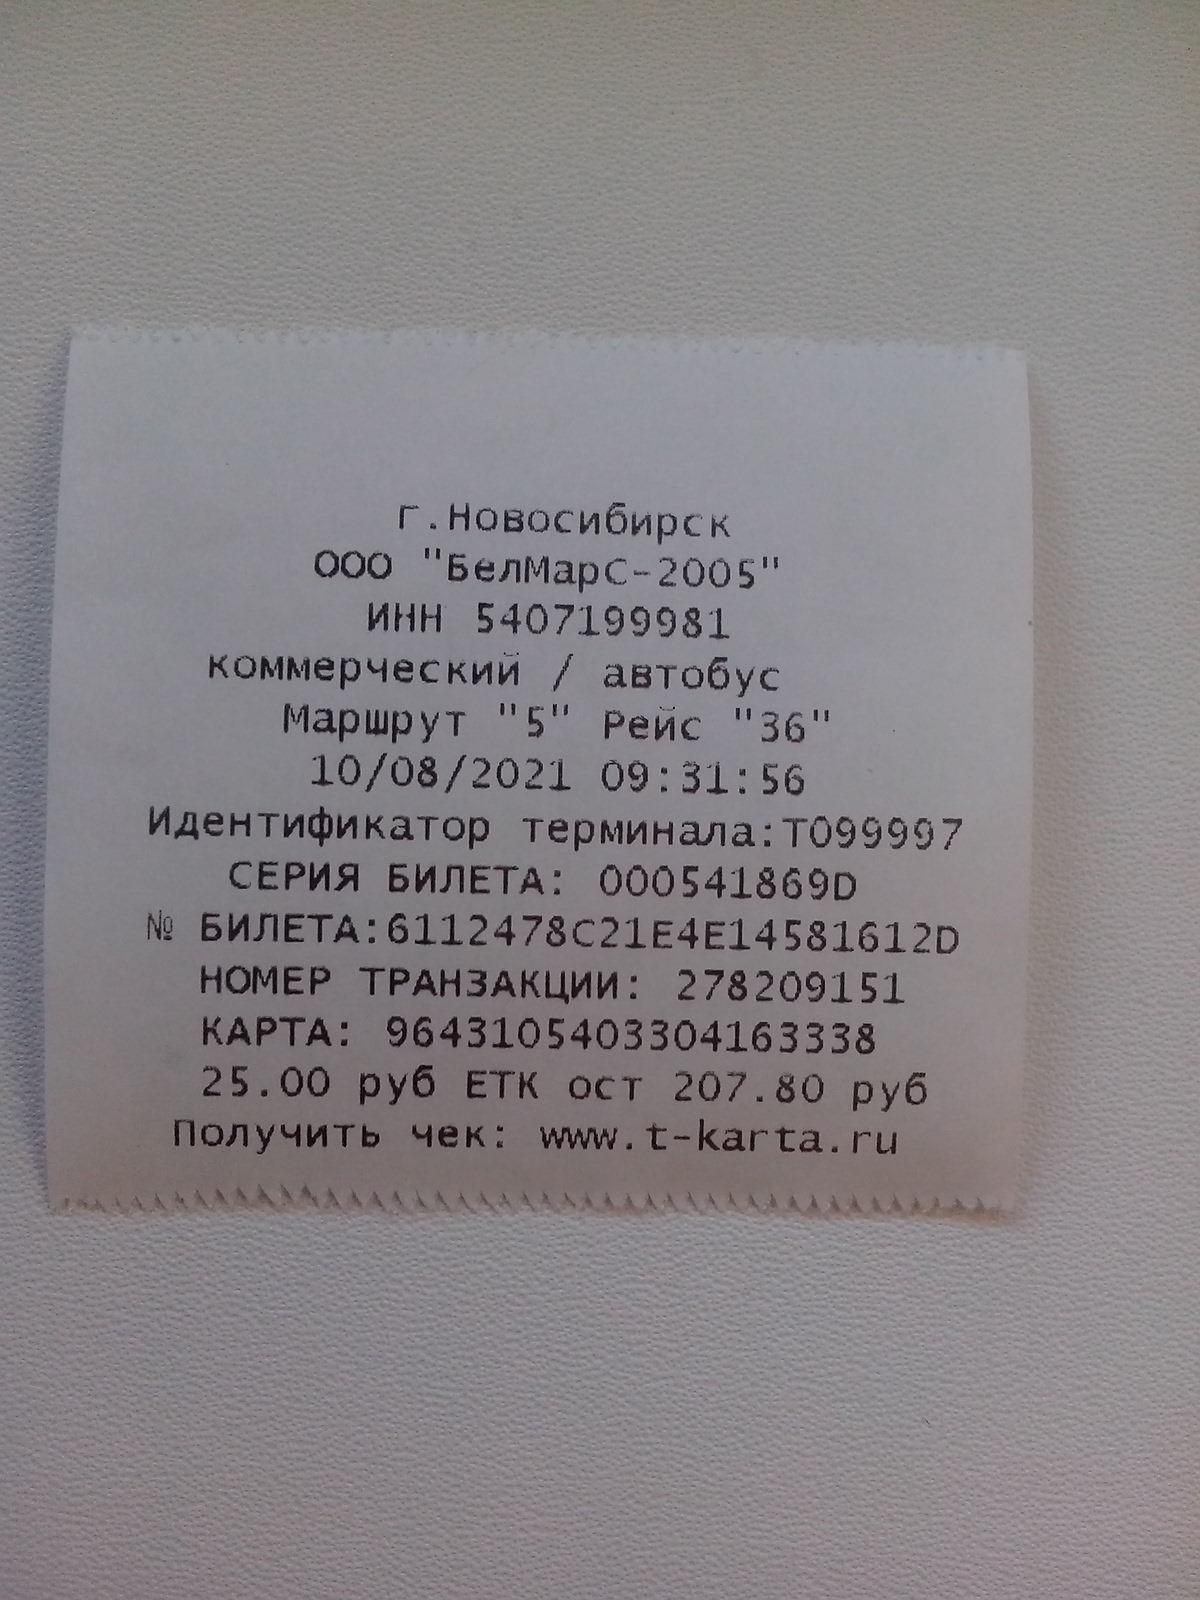 г.Новосибирск
ООО "БелМарС-2005"
ИНН 5407199981
коммерческий / автобус
Маршрут "5" Рейс "36"
10/08/2021 09:31:56
Идентификатор терминала:T099997
СЕРИЯ БИЛЕТА: 000541869D
№ БИЛЕТА:6112478C21E4E14581612D
НОМЕР ТРАНЗАКЦИИ: 278209151
КАРТА: 9643105403304163338
25.00 руб ЕТК ост 207.80 руб
Получить чек: www.t-karta.ru